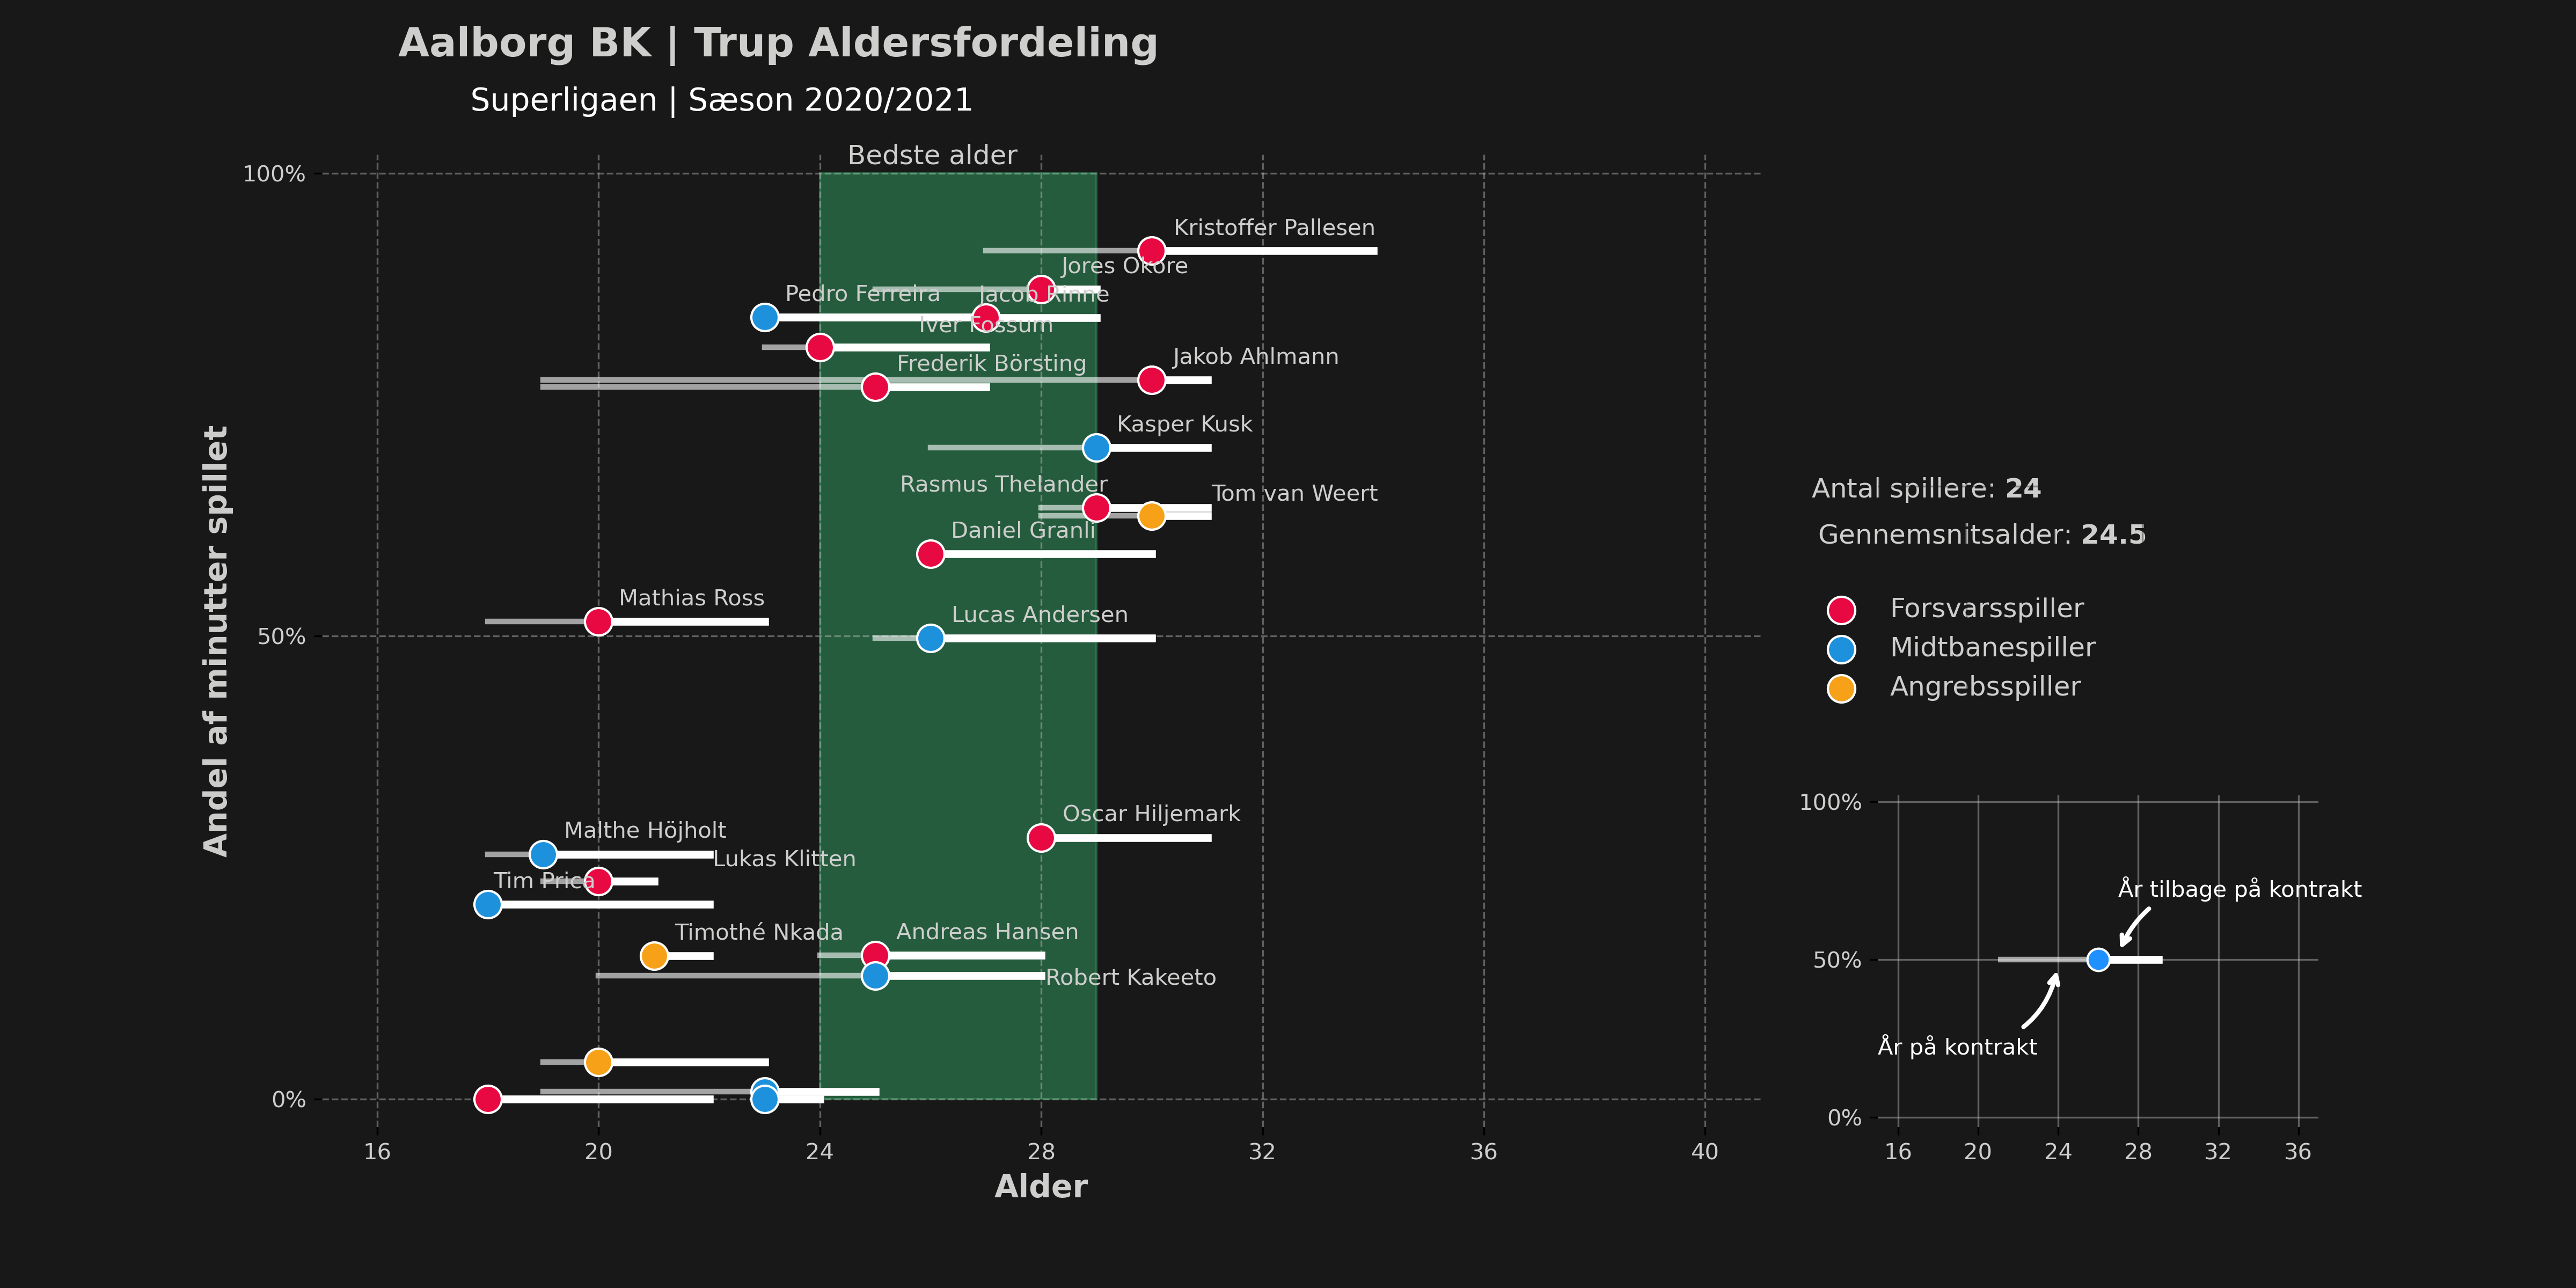 Aalborg BK | Trup Aldersfordeling
Superligaen | Sæson 2020/2021
Bedste alder
100%
50%
0%
Andel af minutter spillet
Kristoffer Pallesen
Jores Okore
Pedro Ferreira
Jacob Rinne
Iver Fossum
Frederik Börsting
Jakob Ahlmann
Kasper Kusk
Rasmus Thelander
Tom van Weert
Daniel Granli
Mathias Ross
Lucas Andersen
Oscar Hiljemark
Malthe Höjholt
Lukas Klitten
Tim Prica
Timothé Nkada
Andreas Hansen
Robert Kakeeto
16 20 24 28 32 36 40
Alder
Antal spillere: 24
Gennemsnitsalder: 24.5
Forsvarsspiller
Midtbanespiller
Angrebsspiller
100%
50%
0%
År tilbage på kontrakt
År på kontrakt
16 20 24 28 32 36